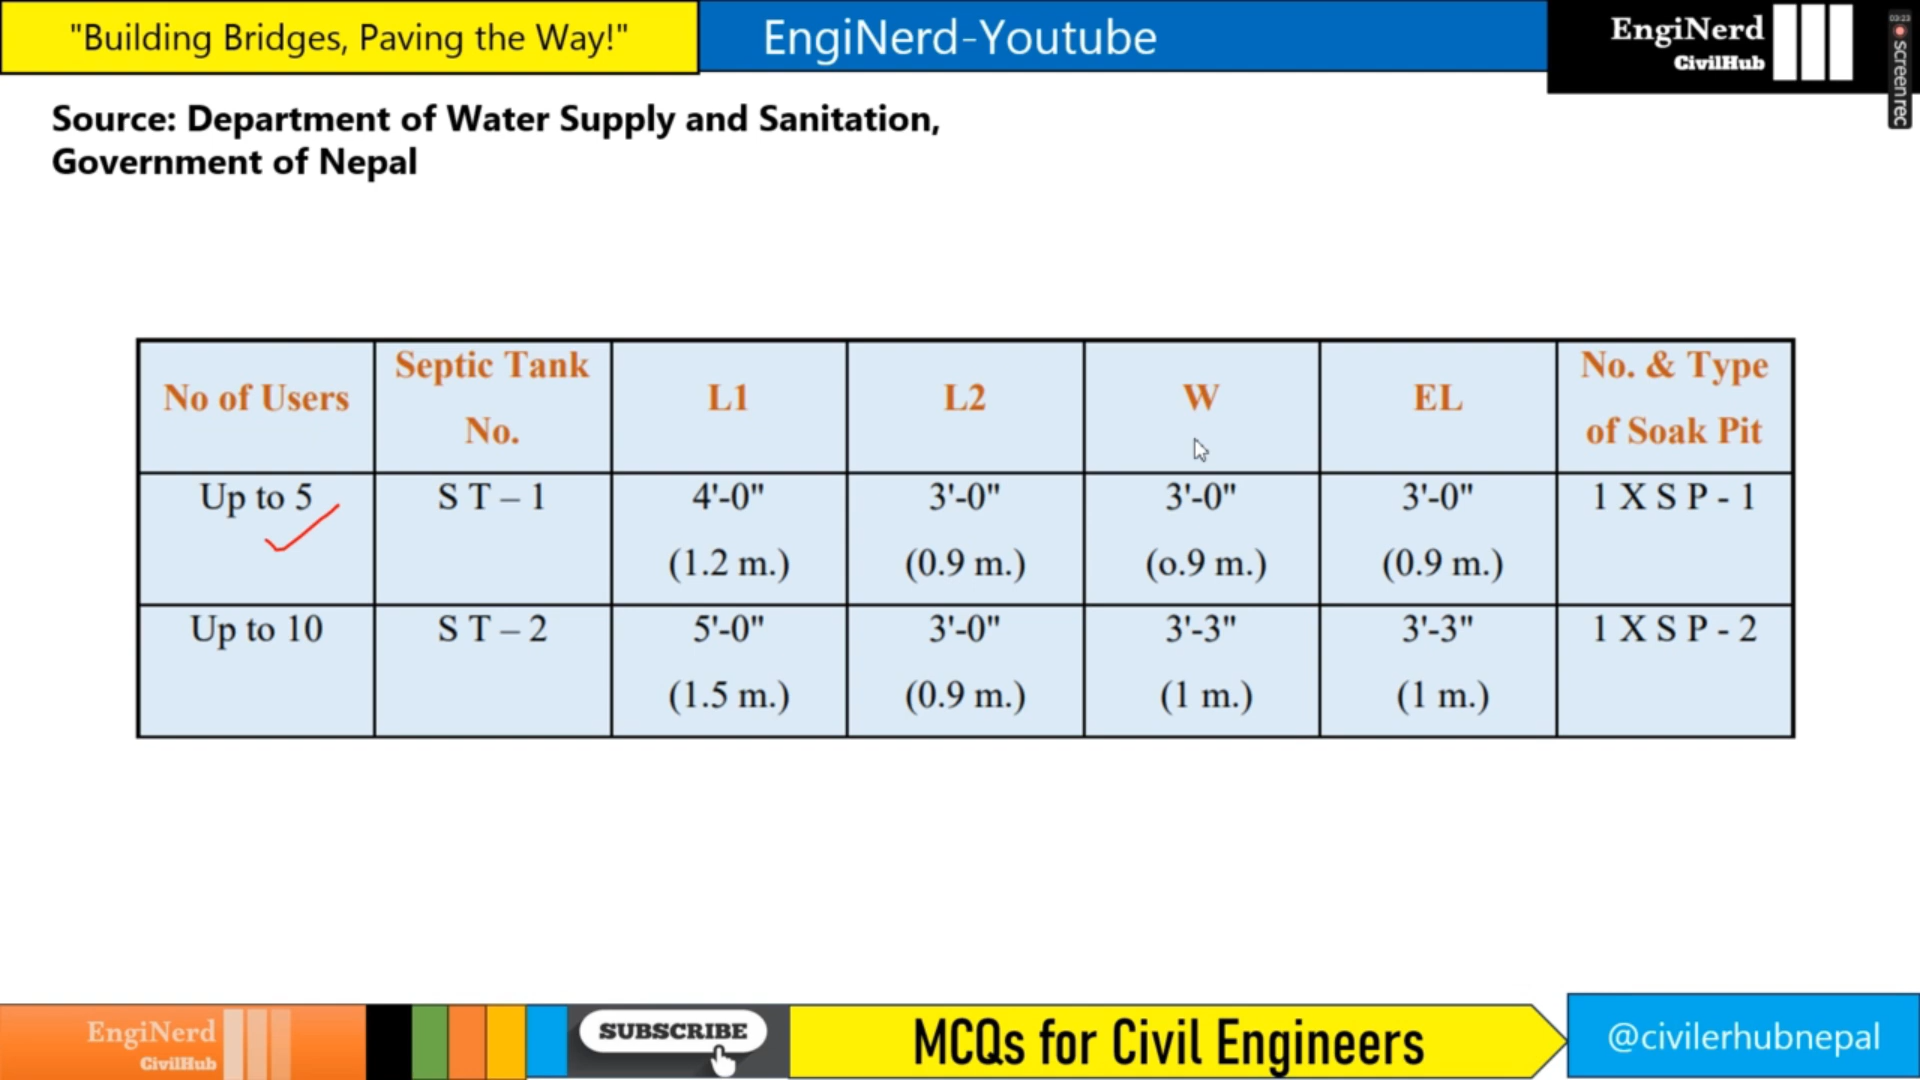 "Building Bridges, Paving the Way!"
EngiNerd-Youtube
EngiNerd
CivilHub
03:23
screenrec
Source: Department of Water Supply and Sanitation,
Government of Nepal
No of Users
Septic Tank
No.
L1
L2
W
EL
No. & Type
of Soak Pit
Up to 5
S T – 1
4'-0"
(1.2 m.)
3'-0"
(0.9 m.)
3'-0"
(o.9 m.)
3'-0"
(0.9 m.)
1 X S P - 1
Up to 10
S T – 2
5'-0"
(1.5 m.)
3'-0"
(0.9 m.)
3'-3"
(1 m.)
3'-3"
(1 m.)
1 X S P - 2
EngiNerd
CivilHub
SUBSCRIBE
MCQs for Civil Engineers
@civilerhubnepal